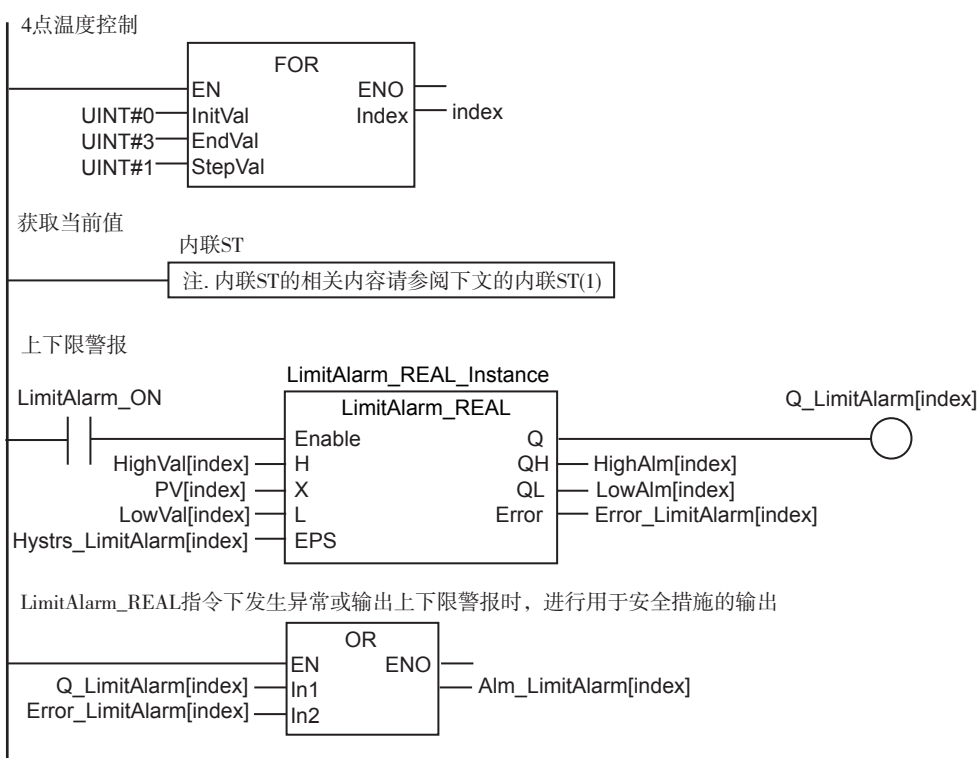 4点温度控制
FOR
EN ENO
UINT#0 InitVal Index index
UINT#3 EndVal
UINT#1 StepVal
获取当前值
内联ST
注. 内联ST的相关内容请参阅下文的内联ST(1)
上下限警报
LimitAlarm_REAL_Instance
LimitAlarm_ON LimitAlarm_REAL Q_LimitAlarm[index]
Enable Q
HighVal[index] H QH HighAlm[index]
PV[index] X QL LowAlm[index]
LowVal[index] L Error Error_LimitAlarm[index]
Hystrs_LimitAlarm[index] EPS
LimitAlarm_REAL指令下发生异常或输出上下限警报时，进行用于安全措施的输出
OR
EN ENO
Q_LimitAlarm[index] In1 Alm_LimitAlarm[index]
Error_LimitAlarm[index] In2